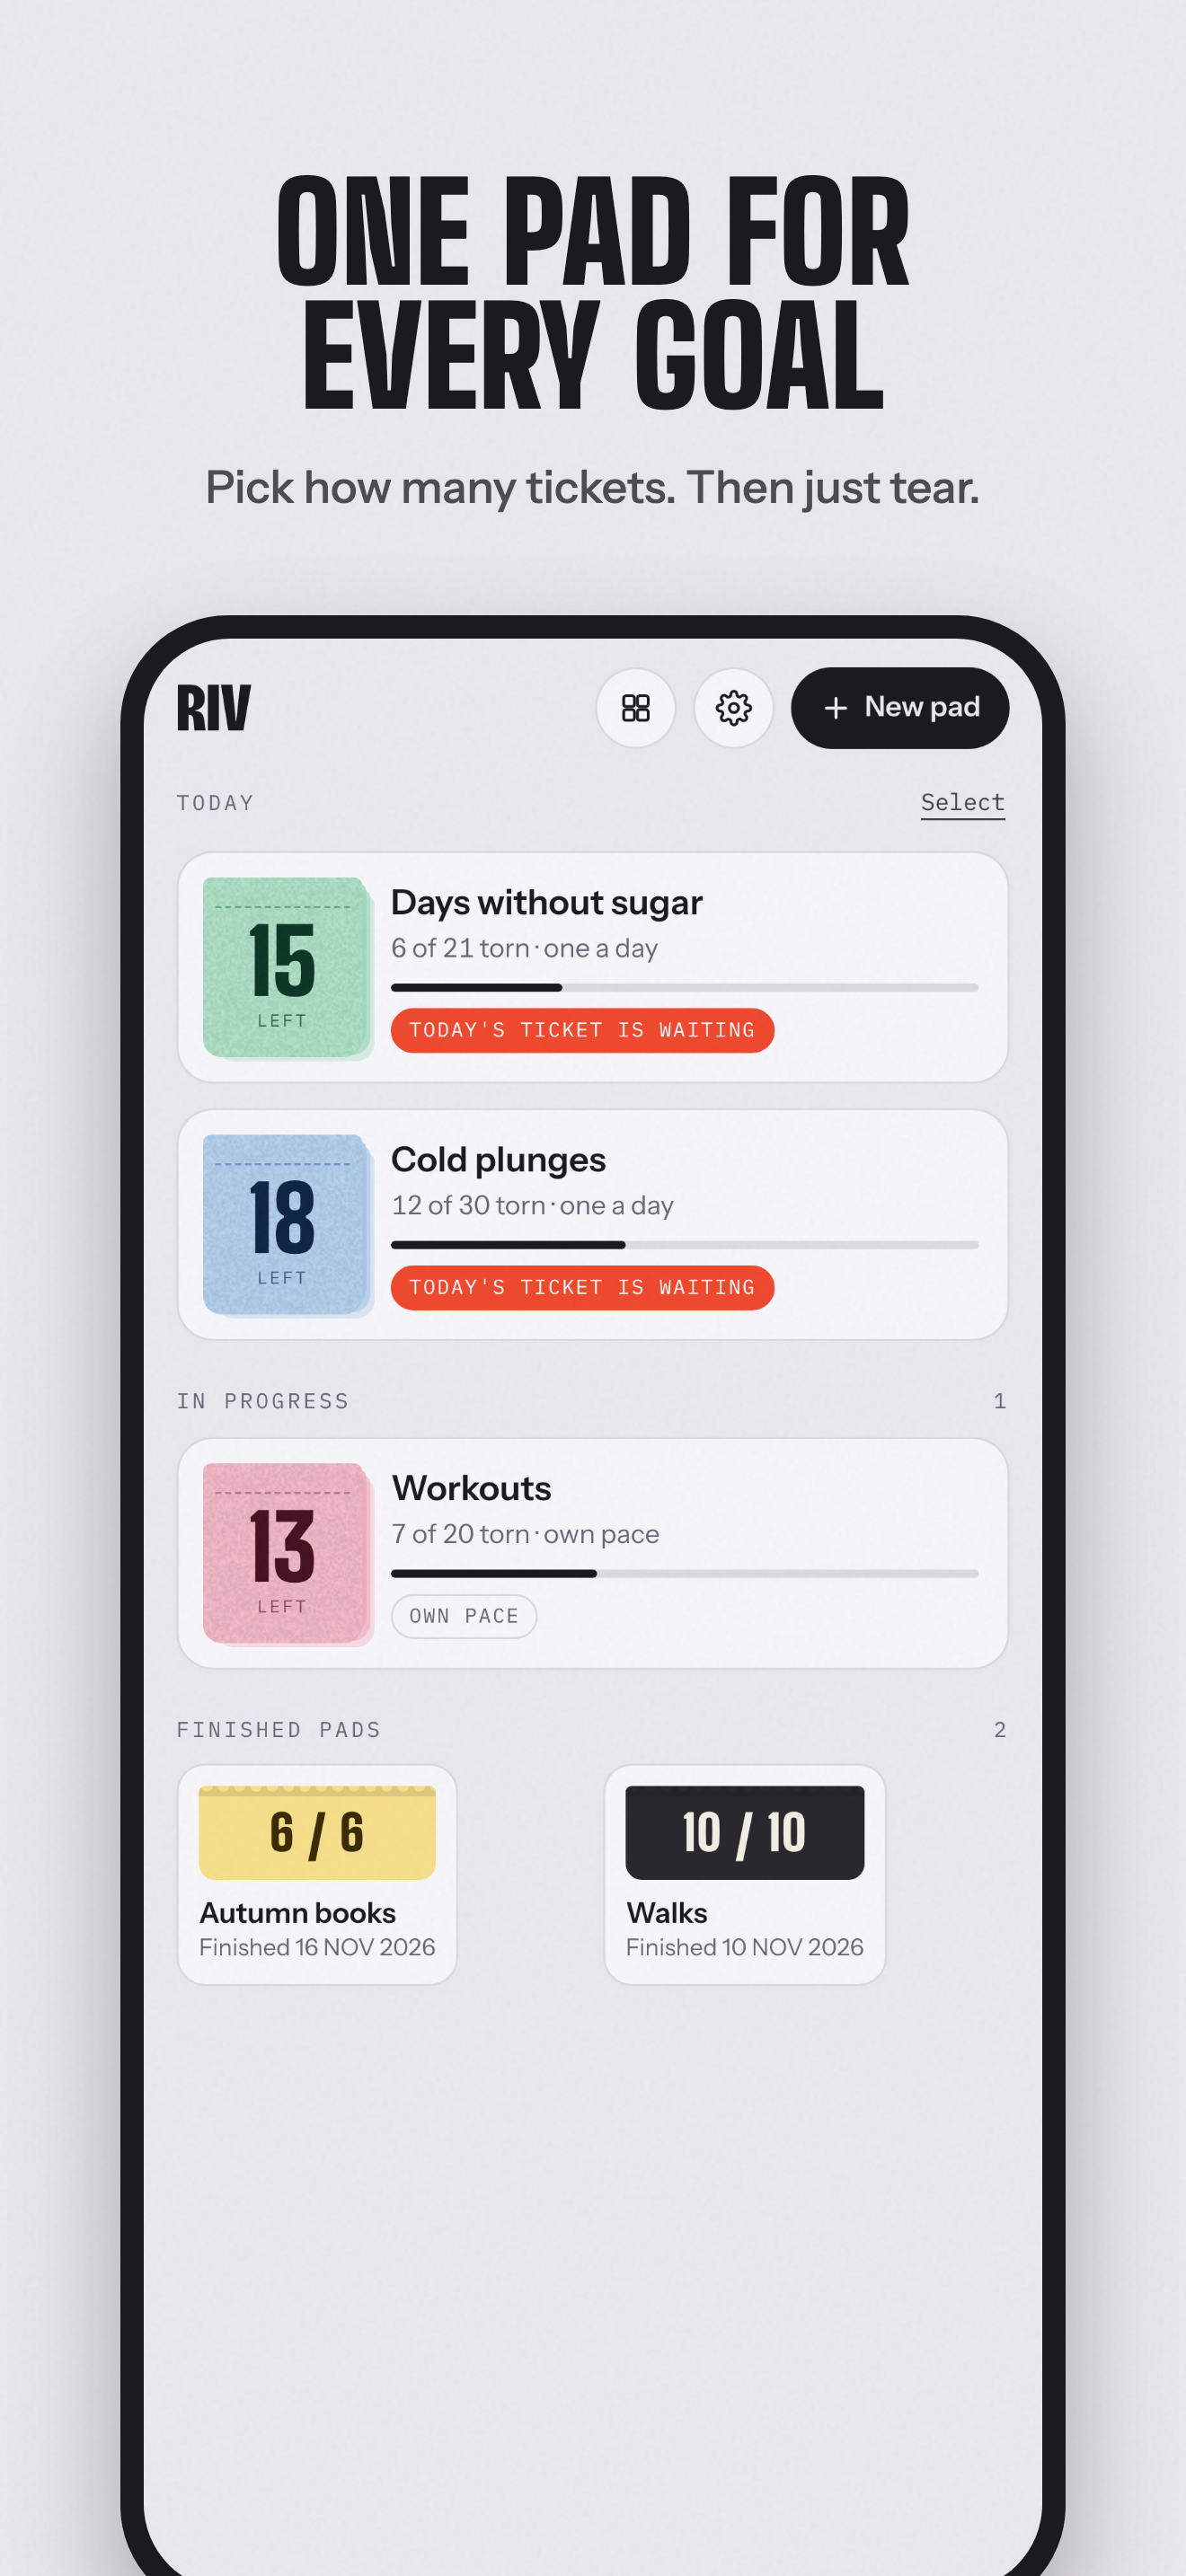 ONE PAD FOR
EVERY GOAL
Pick how many tickets. Then just tear.
RIV
+ New pad
TODAY
Select
15
LEFT
Days without sugar
6 of 21 torn · one a day
TODAY'S TICKET IS WAITING
18
LEFT
Cold plunges
12 of 30 torn · one a day
TODAY'S TICKET IS WAITING
IN PROGRESS
1
13
LEFT
Workouts
7 of 20 torn · own pace
OWN PACE
FINISHED PADS
2
6 / 6
Autumn books
Finished 16 NOV 2026
10 / 10
Walks
Finished 10 NOV 2026